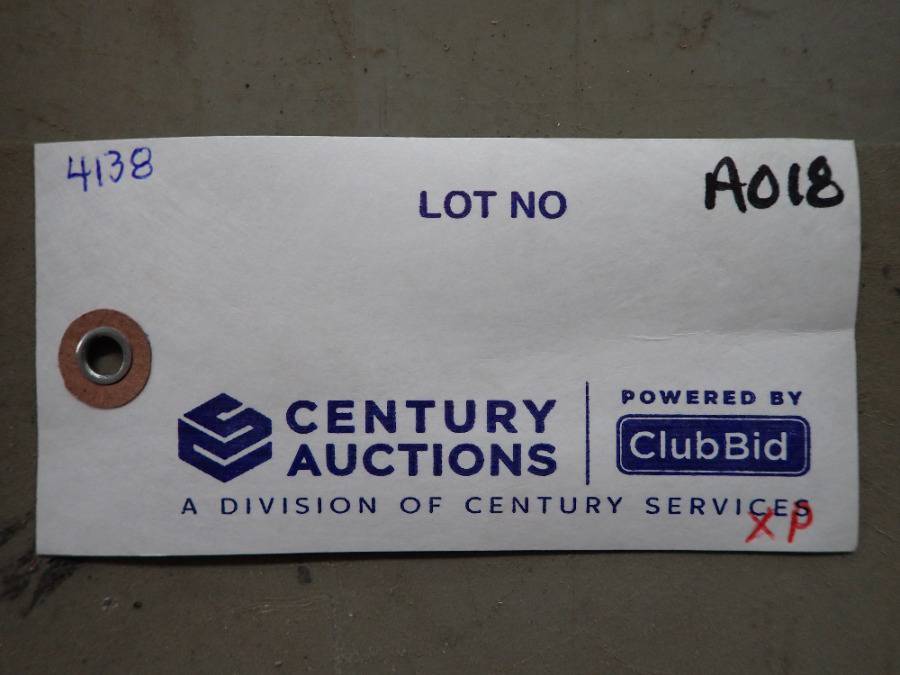 4138
LOT NO
A018
CENTURY
AUCTIONS
POWERED BY
ClubBid
A DIVISION OF CENTURY SERVICES
XP